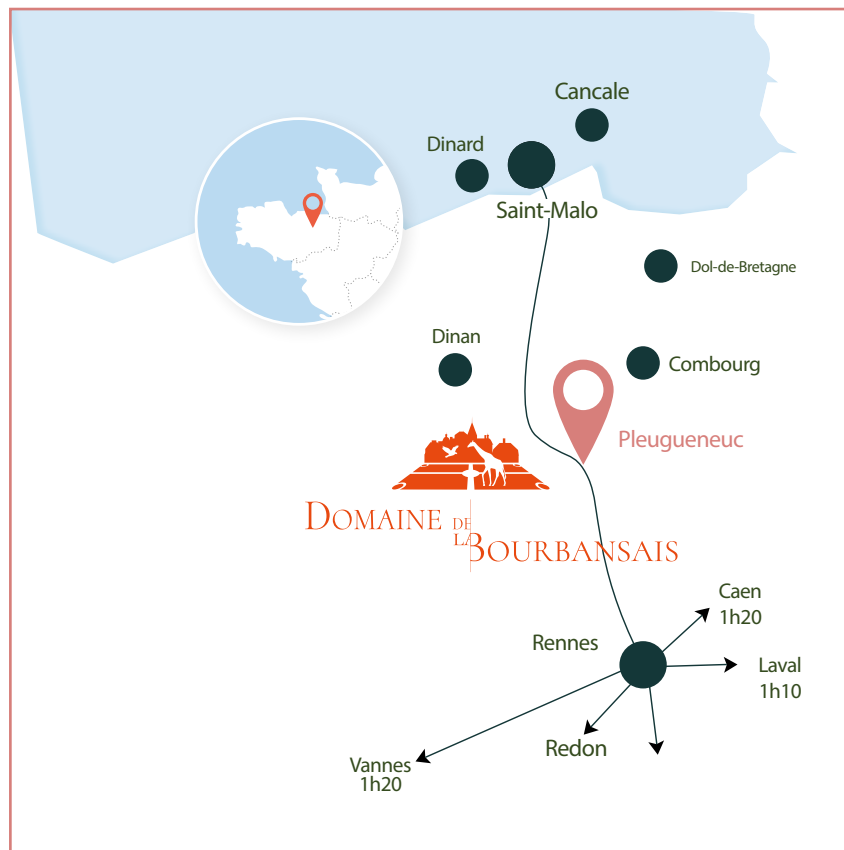 Cancale
Dinard
Saint-Malo
Dol-de-Bretagne
Dinan
Combourg
Pleugueneuc
DOMAINE DE
LA BOURBANSAIS
Caen
1h20
Rennes
Laval
1h10
Redon
Vannes
1h20